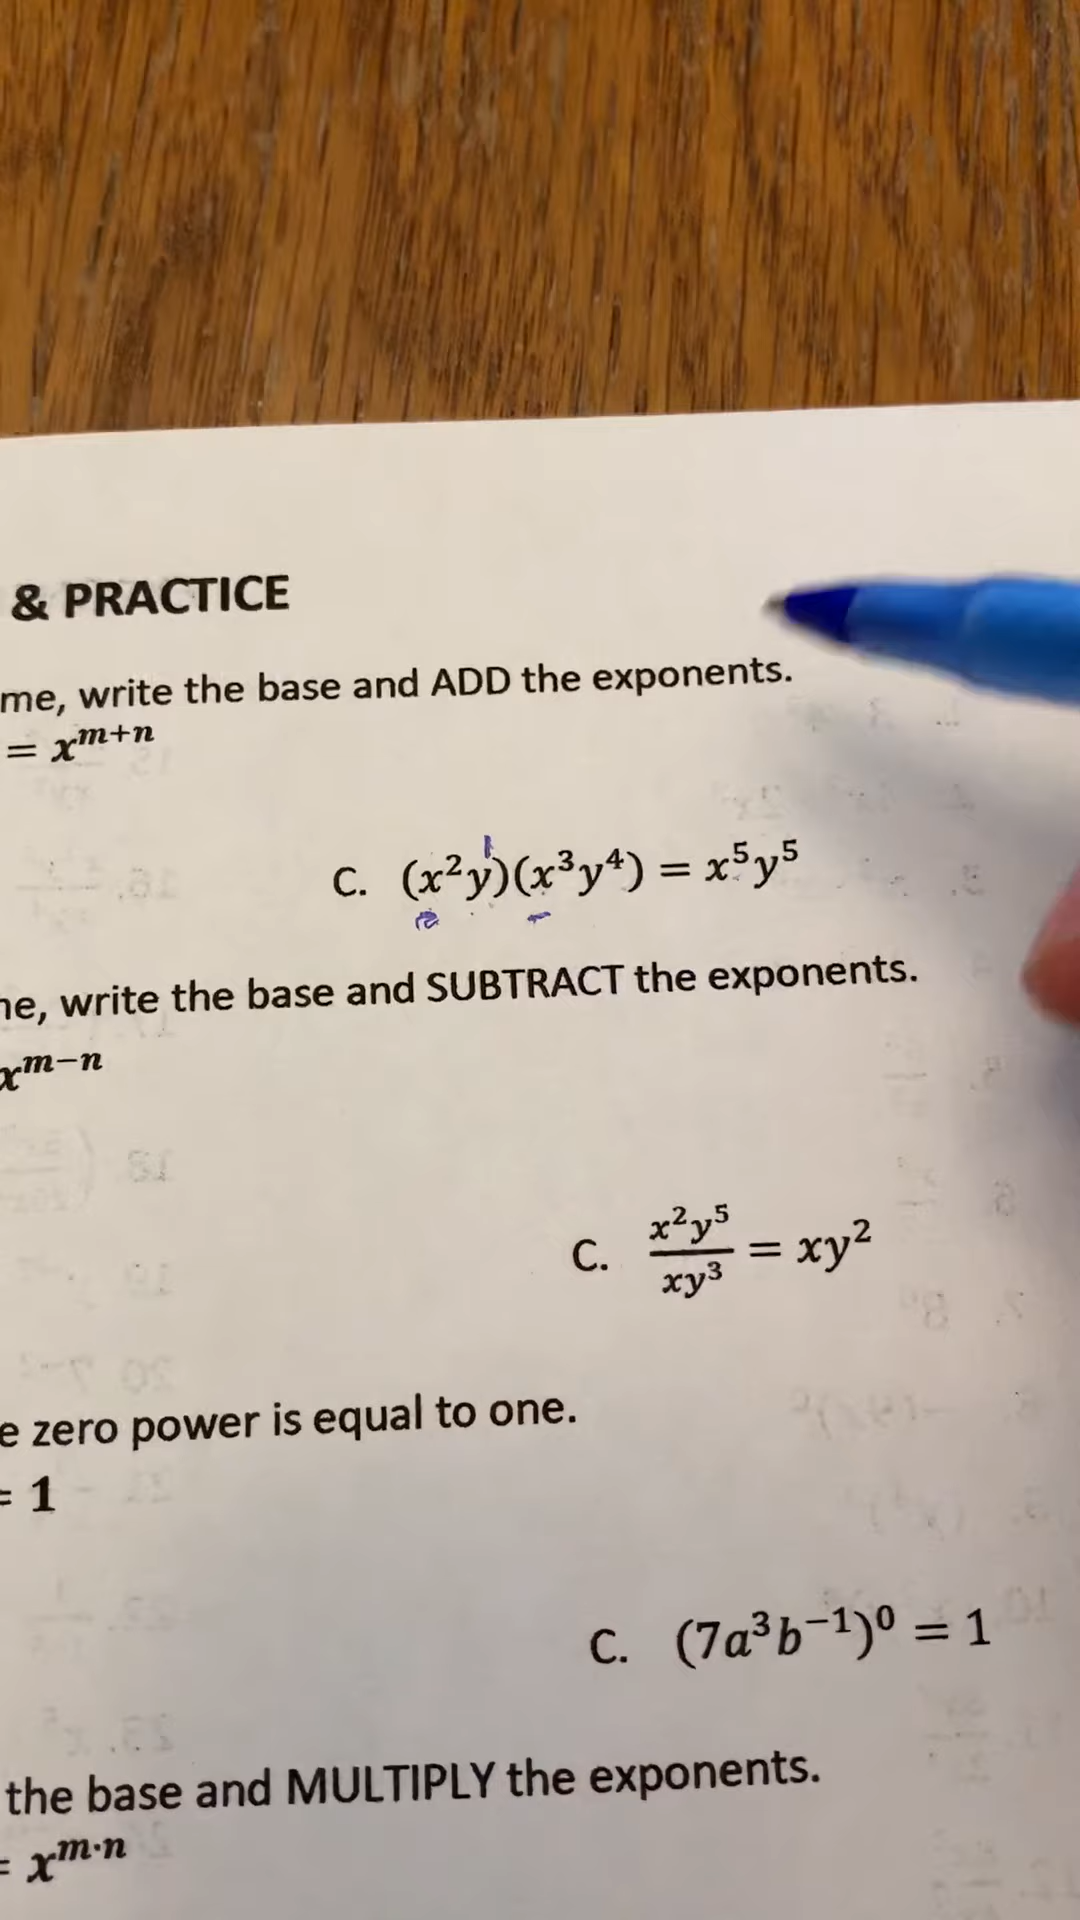 & PRACTICE
me, write the base and ADD the exponents.
= x^{m+n}
C. (x²y¹)(x³y⁴) = x⁵y⁵
ne, write the base and SUBTRACT the exponents.
x^{m−n}
C. \frac{x²y⁵}{xy³} = xy²
e zero power is equal to one.
= 1
C. (7a³b⁻¹)⁰ = 1
the base and MULTIPLY the exponents.
= x^{m·n}